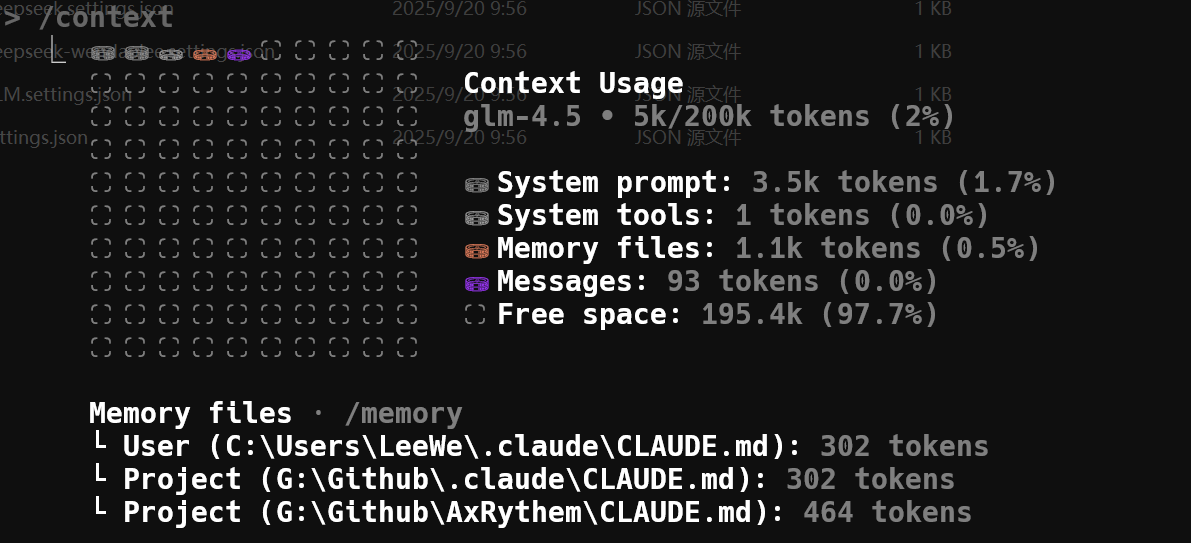 eepseek.settings.json 2025/9/20 9:56 JSON 源文件 1 KB
> /context
2025/9/20 9:56 JSON 源文件 1 KB
Context Usage
LM.settings.json 2025/9/20 9:56 JSON 源文件 1 KB
glm-4.5 • 5k/200k tokens (2%)
ttings.json 2025/9/20 9:56 JSON 源文件 1 KB
System prompt: 3.5k tokens (1.7%)
System tools: 1 tokens (0.0%)
Memory files: 1.1k tokens (0.5%)
Messages: 93 tokens (0.0%)
Free space: 195.4k (97.7%)
Memory files · /memory
└ User (C:\Users\LeeWe\.claude\CLAUDE.md): 302 tokens
└ Project (G:\Github\.claude\CLAUDE.md): 302 tokens
└ Project (G:\Github\AxRythem\CLAUDE.md): 464 tokens